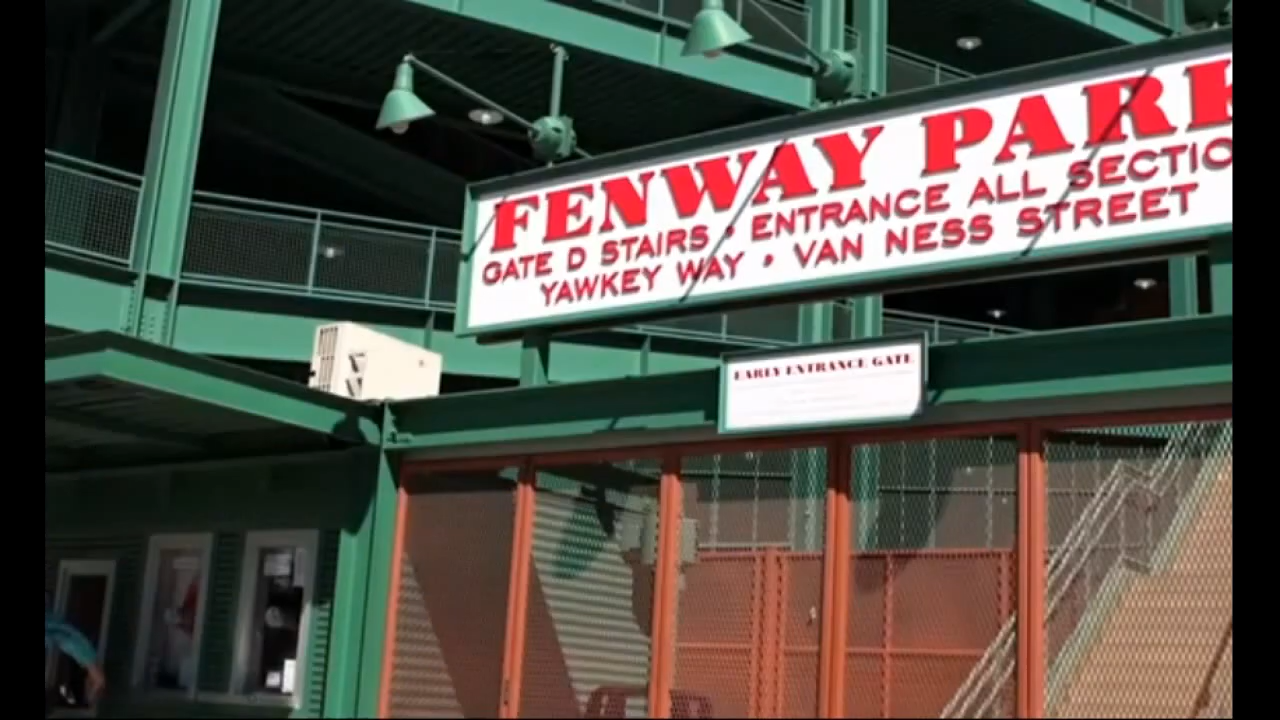 FENWAY PARK
GATE D STAIRS • ENTRANCE ALL SECTIO
YAWKEY WAY • VAN NESS STREET
EARLY ENTRANCE GATE